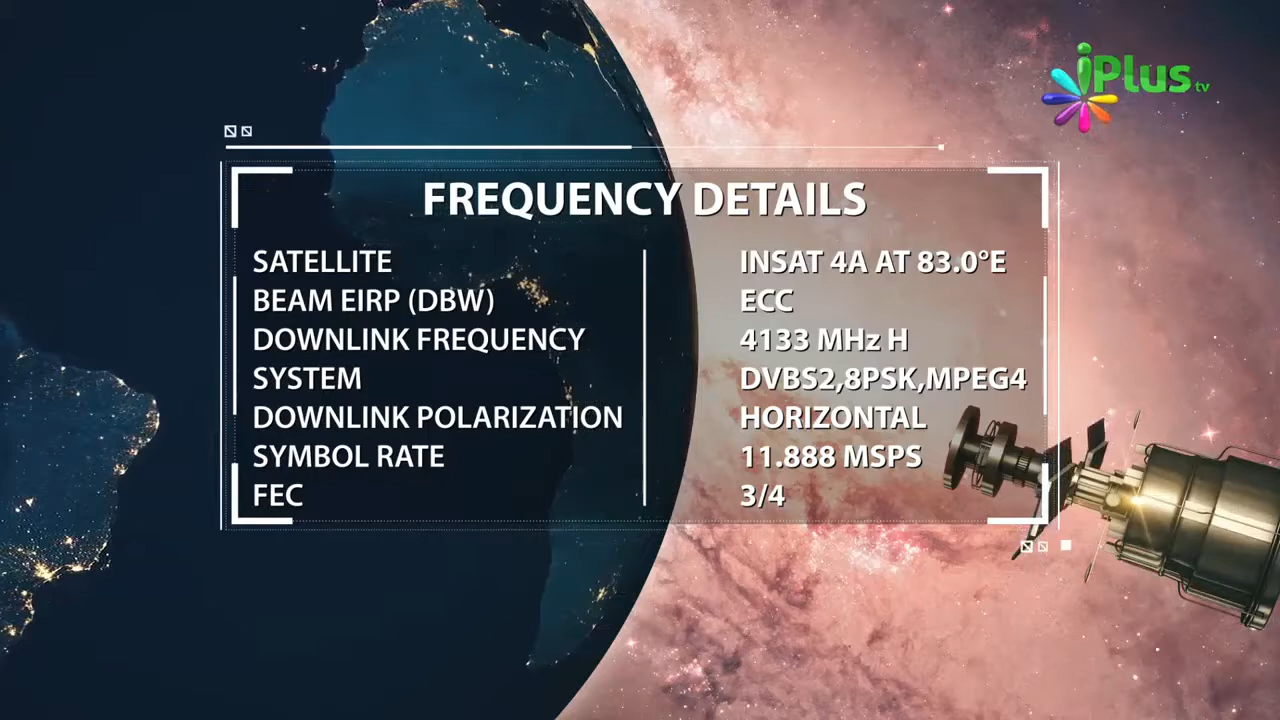 iPlus tv
FREQUENCY DETAILS
SATELLITE INSAT 4A AT 83.0°E
BEAM EIRP (DBW) ECC
DOWNLINK FREQUENCY 4133 MHz H
SYSTEM DVBS2,8PSK,MPEG4
DOWNLINK POLARIZATION HORIZONTAL
SYMBOL RATE 11.888 MSPS
FEC 3/4